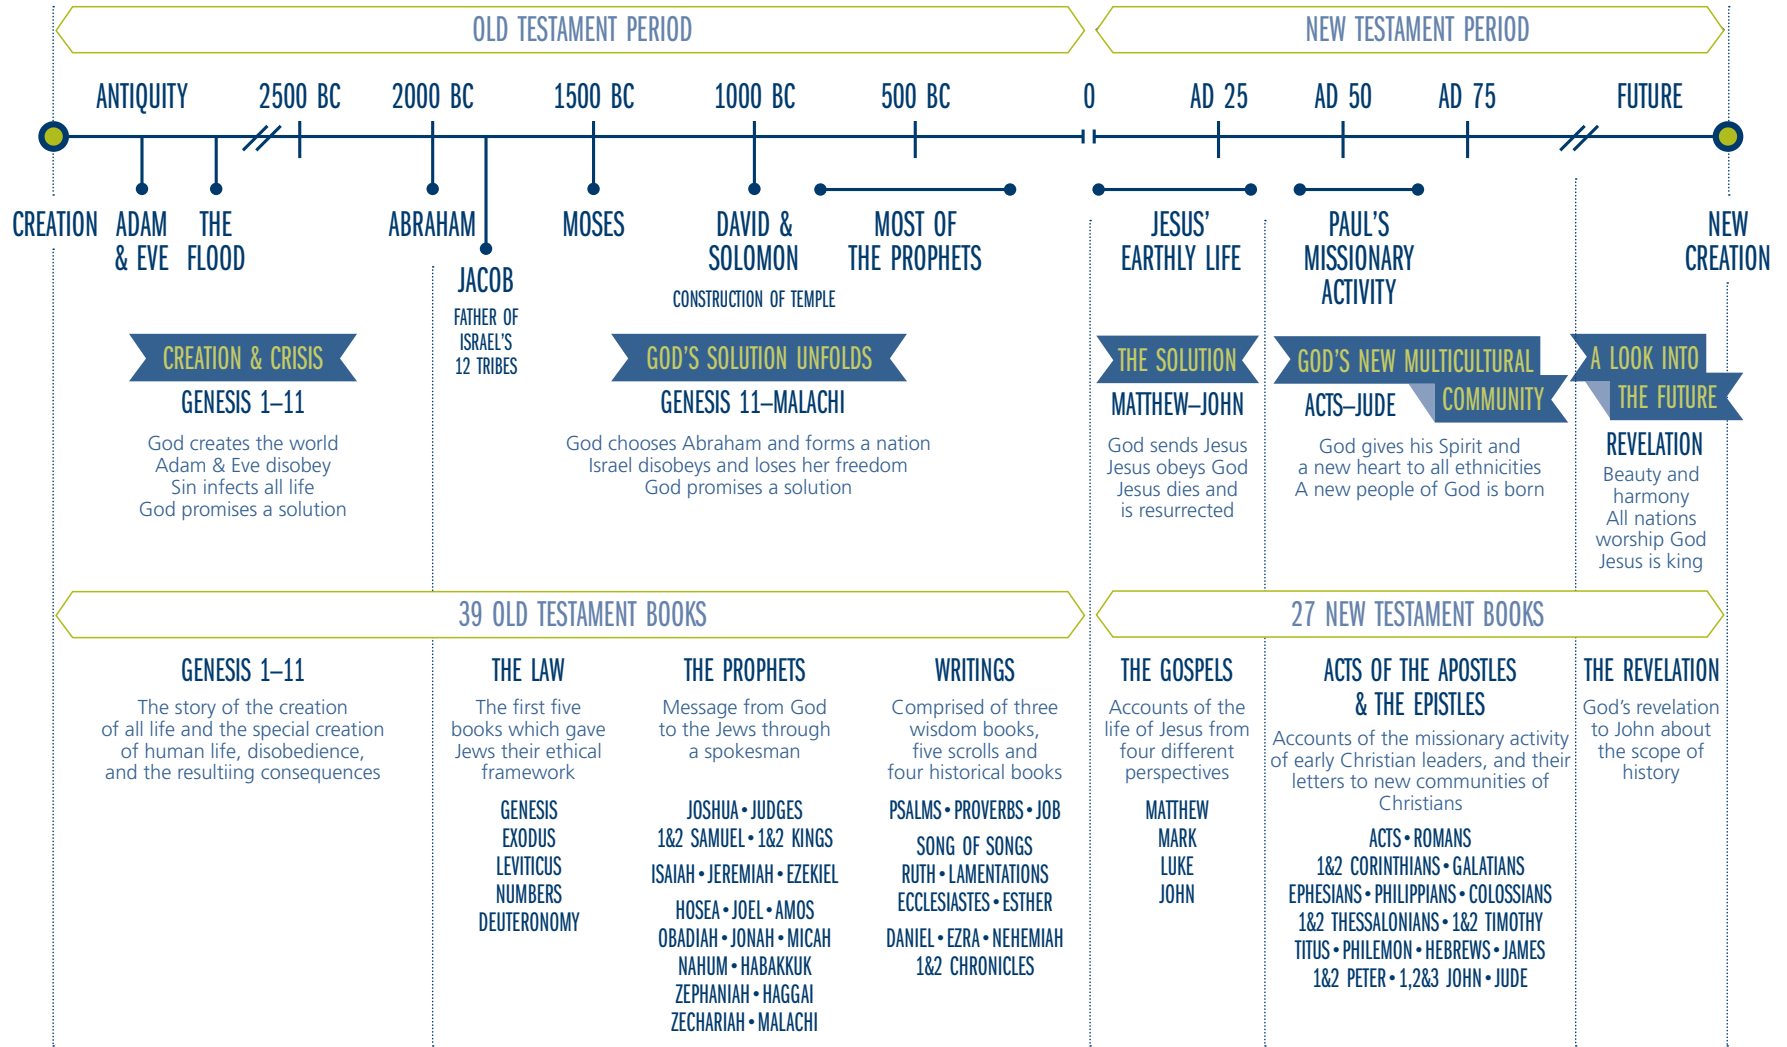 OLD TESTAMENT PERIOD
NEW TESTAMENT PERIOD
ANTIQUITY
2500 BC
2000 BC
1500 BC
1000 BC
500 BC
0
AD 25
AD 50
AD 75
FUTURE
CREATION
ADAM
& EVE
THE
FLOOD
ABRAHAM
JACOB
FATHER OF
ISRAEL'S
12 TRIBES
MOSES
DAVID &
SOLOMON
CONSTRUCTION OF TEMPLE
MOST OF
THE PROPHETS
JESUS'
EARTHLY LIFE
PAUL'S
MISSIONARY
ACTIVITY
NEW
CREATION
CREATION & CRISIS
GENESIS 1–11
God creates the world
Adam & Eve disobey
Sin infects all life
God promises a solution
GOD'S SOLUTION UNFOLDS
GENESIS 11–MALACHI
God chooses Abraham and forms a nation
Israel disobeys and loses her freedom
God promises a solution
THE SOLUTION
MATTHEW–JOHN
God sends Jesus
Jesus obeys God
Jesus dies and
is resurrected
GOD'S NEW MULTICULTURAL
COMMUNITY
ACTS–JUDE
God gives his Spirit and
a new heart to all ethnicities
A new people of God is born
A LOOK INTO
THE FUTURE
REVELATION
Beauty and
harmony
All nations
worship God
Jesus is king
39 OLD TESTAMENT BOOKS
27 NEW TESTAMENT BOOKS
GENESIS 1–11
The story of the creation
of all life and the special creation
of human life, disobedience,
and the resultiing consequences
THE LAW
The first five
books which gave
Jews their ethical
framework
GENESIS
EXODUS
LEVITICUS
NUMBERS
DEUTERONOMY
THE PROPHETS
Message from God
to the Jews through
a spokesman
JOSHUA • JUDGES
1&2 SAMUEL • 1&2 KINGS
ISAIAH • JEREMIAH • EZEKIEL
HOSEA • JOEL • AMOS
OBADIAH • JONAH • MICAH
NAHUM • HABAKKUK
ZEPHANIAH • HAGGAI
ZECHARIAH • MALACHI
WRITINGS
Comprised of three
wisdom books,
five scrolls and
four historical books
PSALMS • PROVERBS • JOB
SONG OF SONGS
RUTH • LAMENTATIONS
ECCLESIASTES • ESTHER
DANIEL • EZRA • NEHEMIAH
1&2 CHRONICLES
THE GOSPELS
Accounts of the
life of Jesus from
four different
perspectives
MATTHEW
MARK
LUKE
JOHN
ACTS OF THE APOSTLES
& THE EPISTLES
Accounts of the missionary activity
of early Christian leaders, and their
letters to new communities of
Christians
ACTS • ROMANS
1&2 CORINTHIANS • GALATIANS
EPHESIANS • PHILIPPIANS • COLOSSIANS
1&2 THESSALONIANS • 1&2 TIMOTHY
TITUS • PHILEMON • HEBREWS • JAMES
1&2 PETER • 1,2&3 JOHN • JUDE
THE REVELATION
God's revelation
to John about
the scope of
history